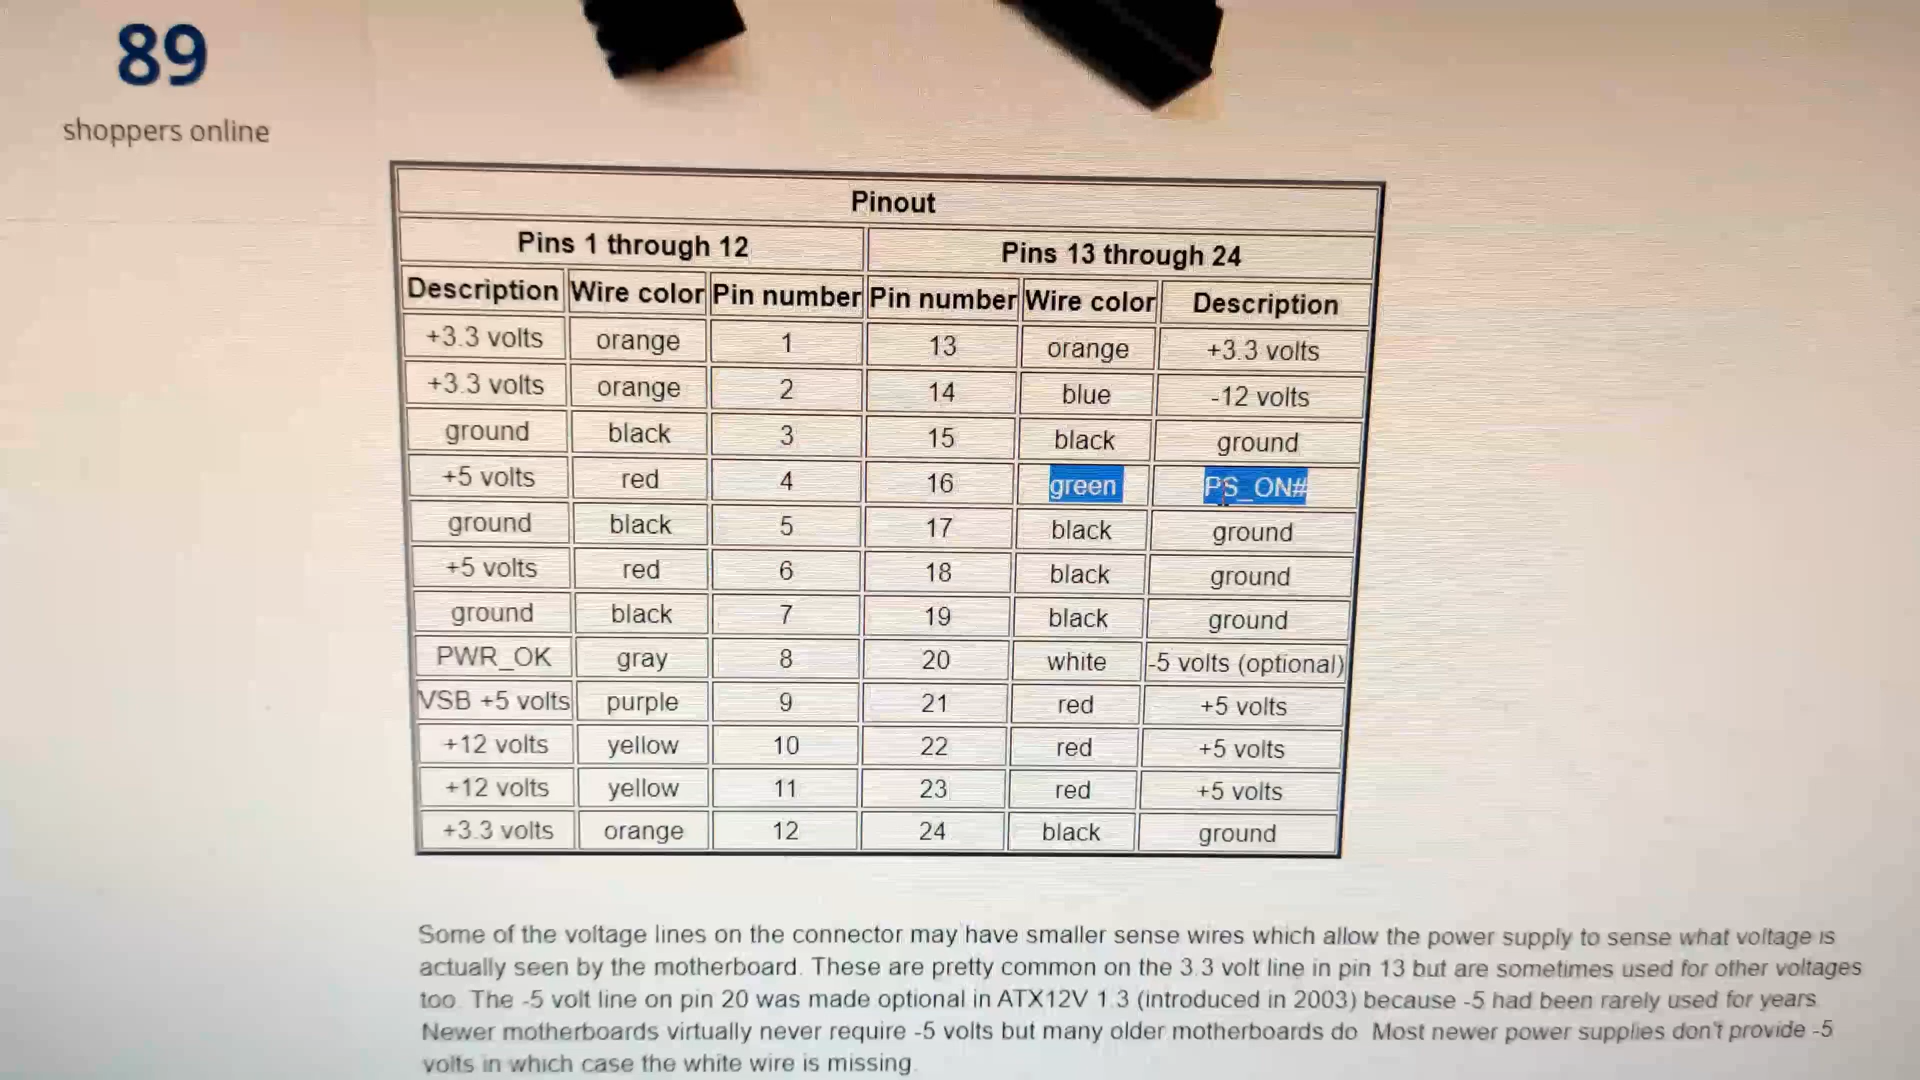 89
shoppers online
Pinout
Pins 1 through 12 Pins 13 through 24
Description Wire color Pin number Pin number Wire color Description
+3.3 volts orange 1 13 orange +3.3 volts
+3.3 volts orange 2 14 blue -12 volts
ground black 3 15 black ground
+5 volts red 4 16 green PS_ON#
ground black 5 17 black ground
+5 volts red 6 18 black ground
ground black 7 19 black ground
PWR_OK gray 8 20 white -5 volts (optional)
VSB +5 volts purple 9 21 red +5 volts
+12 volts yellow 10 22 red +5 volts
+12 volts yellow 11 23 red +5 volts
+3.3 volts orange 12 24 black ground
Some of the voltage lines on the connector may have smaller sense wires which allow the power supply to sense what voltage is
actually seen by the motherboard. These are pretty common on the 3.3 volt line in pin 13 but are sometimes used for other voltages
too. The -5 volt line on pin 20 was made optional in ATX12V 1.3 (introduced in 2003) because -5 had been rarely used for years.
Newer motherboards virtually never require -5 volts but many older motherboards do. Most newer power supplies don't provide -5
volts in which case the white wire is missing.